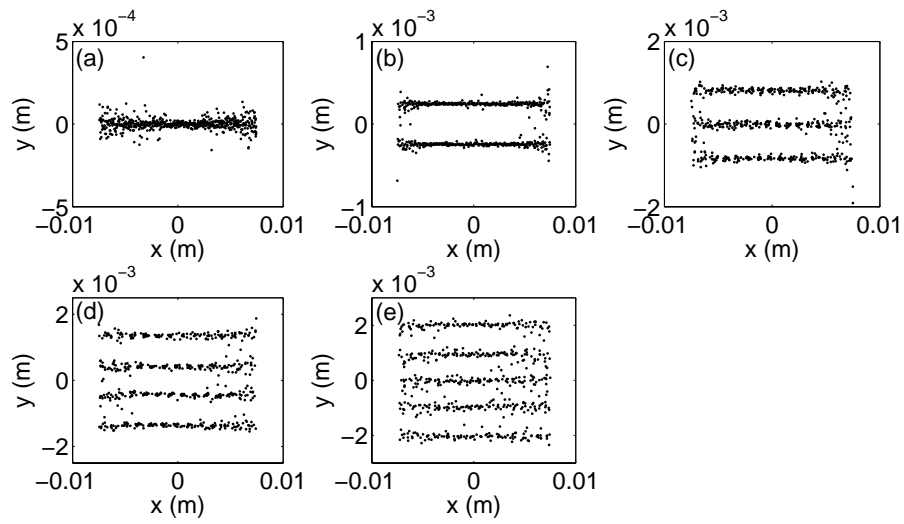 x 10⁻⁴
5
(a)
y (m)
0
−5
−0.01 0 0.01
x (m)
x 10⁻³
1
(b)
y (m)
0
−1
−0.01 0 0.01
x (m)
x 10⁻³
2
(c)
y (m)
0
−2
−0.01 0 0.01
x (m)
x 10⁻³
(d)
2
y (m)
0
−2
−0.01 0 0.01
x (m)
x 10⁻³
(e)
2
y (m)
0
−2
−0.01 0 0.01
x (m)